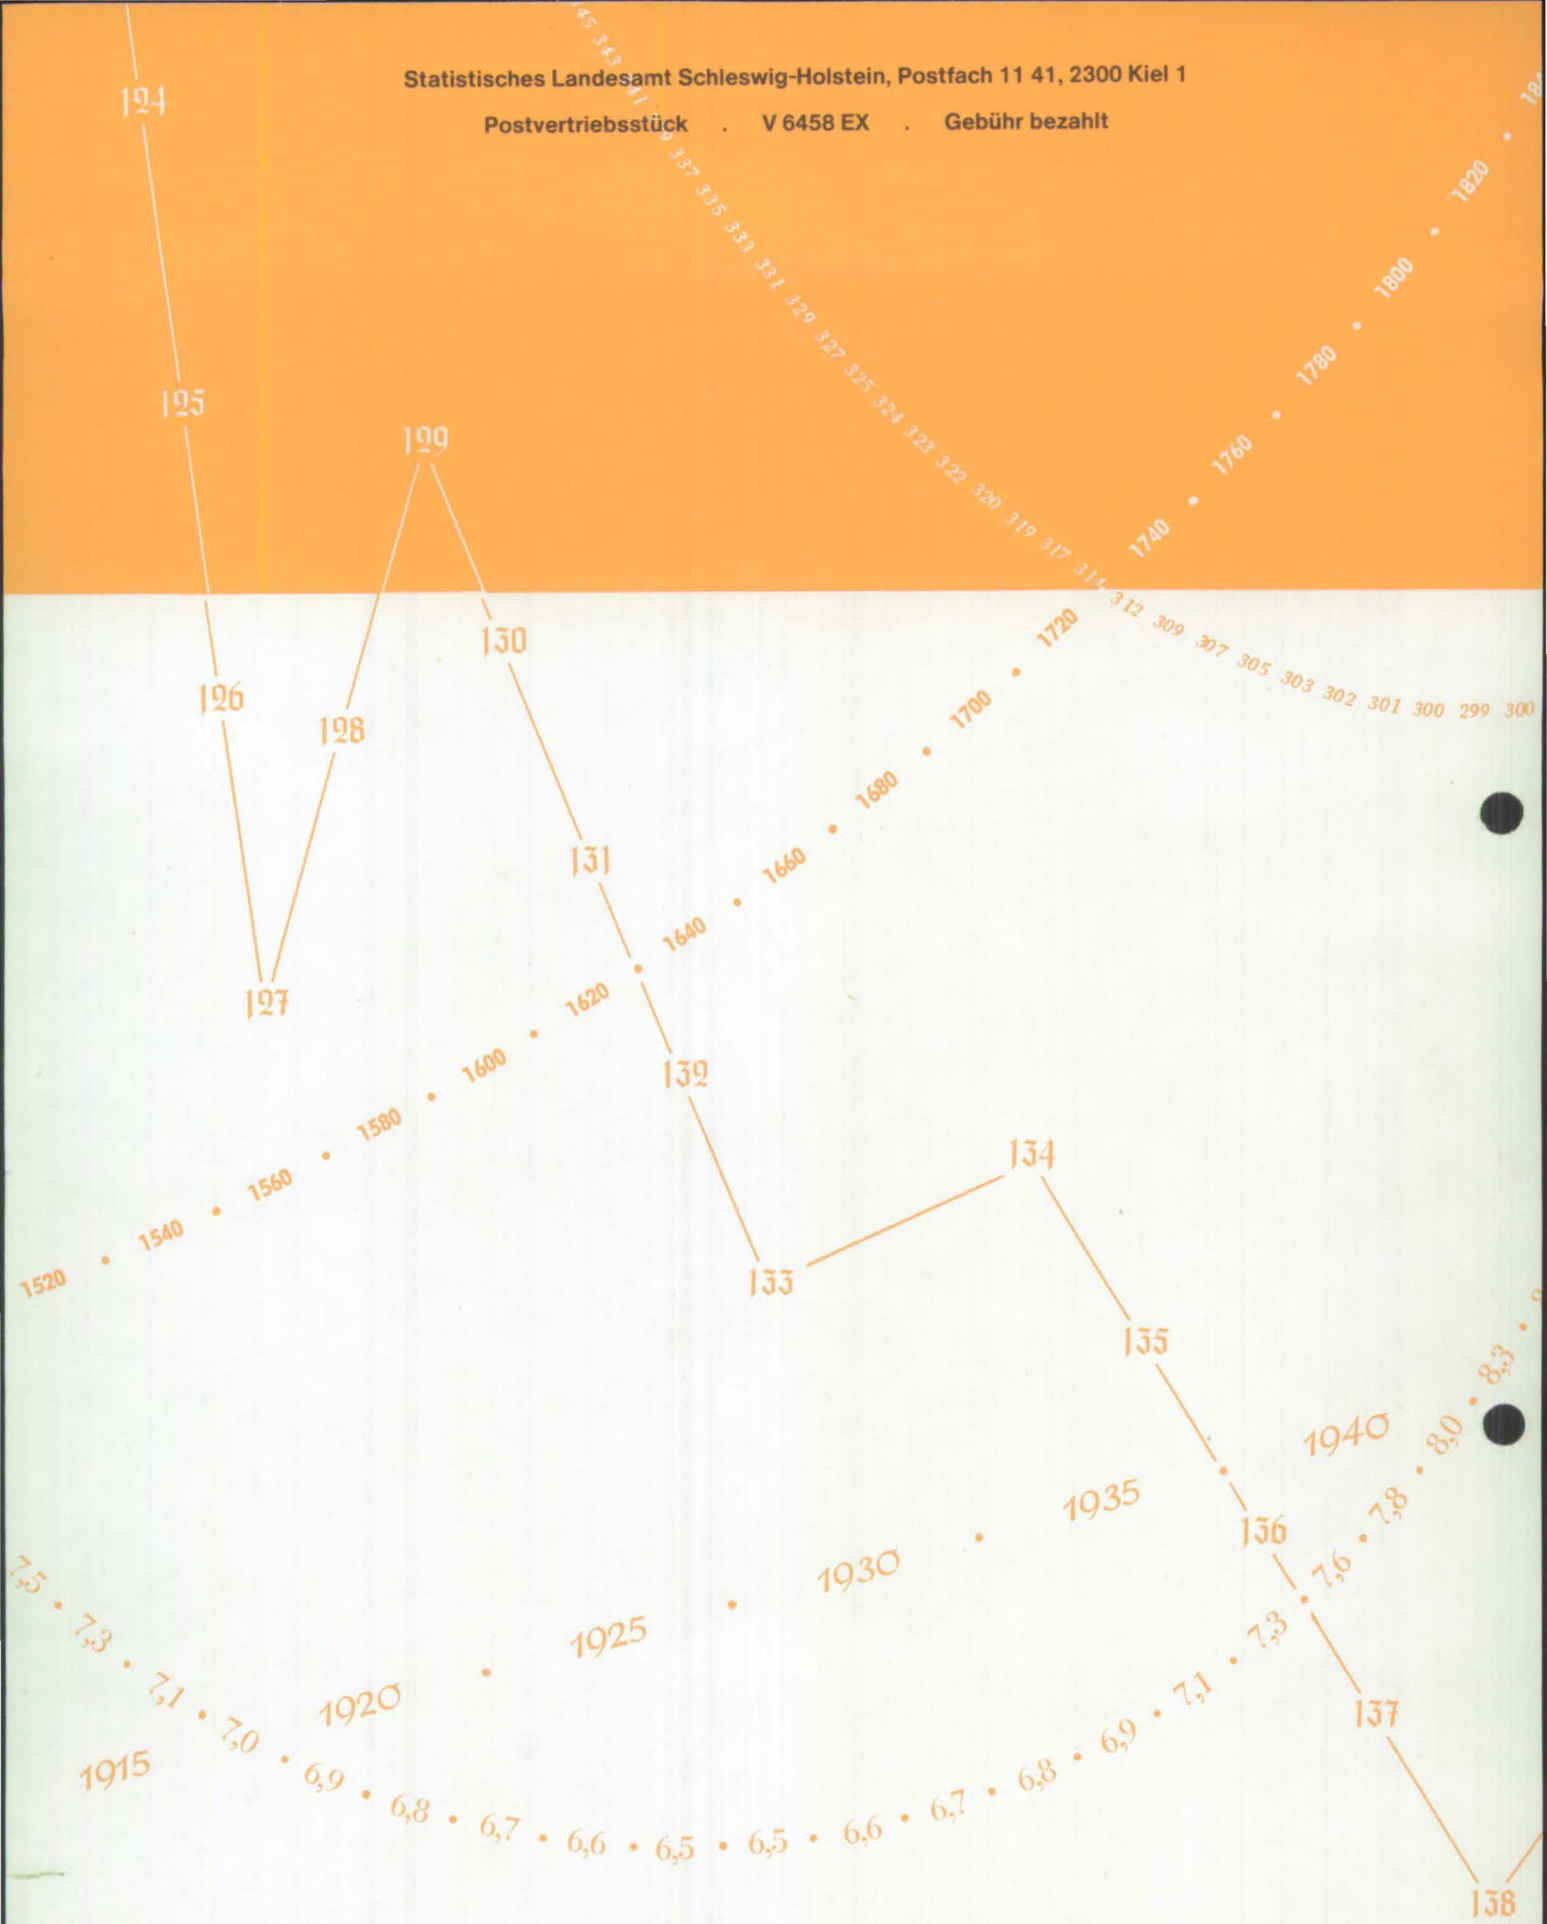 Statistisches Landesamt Schleswig-Holstein, Postfach 11 41, 2300 Kiel 1
Postvertriebsstück . V 6458 EX . Gebühr bezahlt
124
125
126
127
128
129
130
131
132
133
134
135
136
137
138
343
337 335 333 331 329 327 325 324 323 322 320 319 317 314 312 309 307 305 303 302 301 300 299 300
1520 • 1540 • 1560 • 1580 • 1600 • 1620 • 1640 • 1660 • 1680 • 1700 • 1720 1740 • 1760 • 1780 • 1800 • 1820 •
1915 1920 • 1925 • 1930 • 1935 • 1940
7,5 • 7,3 • 7,1 • 7,0 • 6,9 • 6,8 • 6,7 • 6,6 • 6,5 • 6,5 • 6,6 • 6,7 • 6,8 • 6,9 • 7,1 • 7,3 • 7,6 • 7,8 • 8,0 • 8,3 •